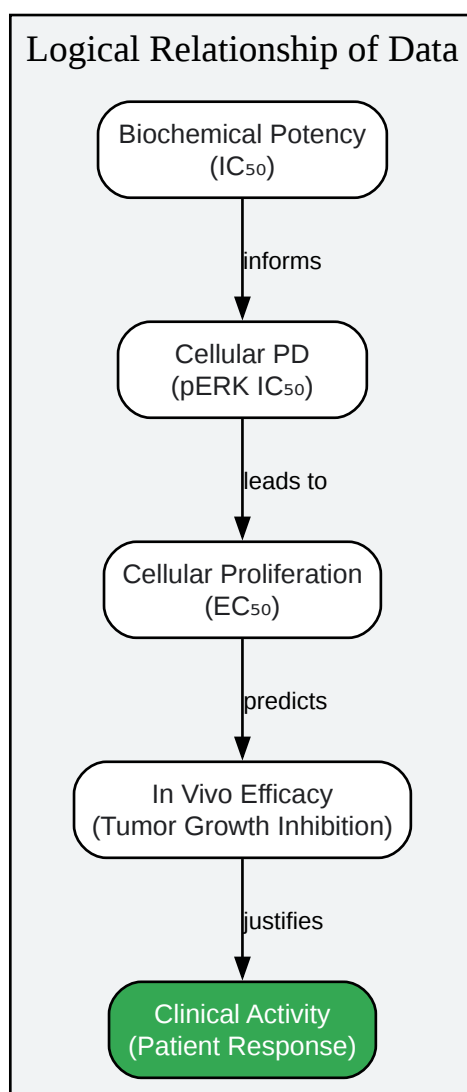 Logical Relationship of Data
Biochemical Potency
(IC₅₀)
informs
Cellular PD
(pERK IC₅₀)
leads to
Cellular Proliferation
(EC₅₀)
predicts
In Vivo Efficacy
(Tumor Growth Inhibition)
justifies
Clinical Activity
(Patient Response)